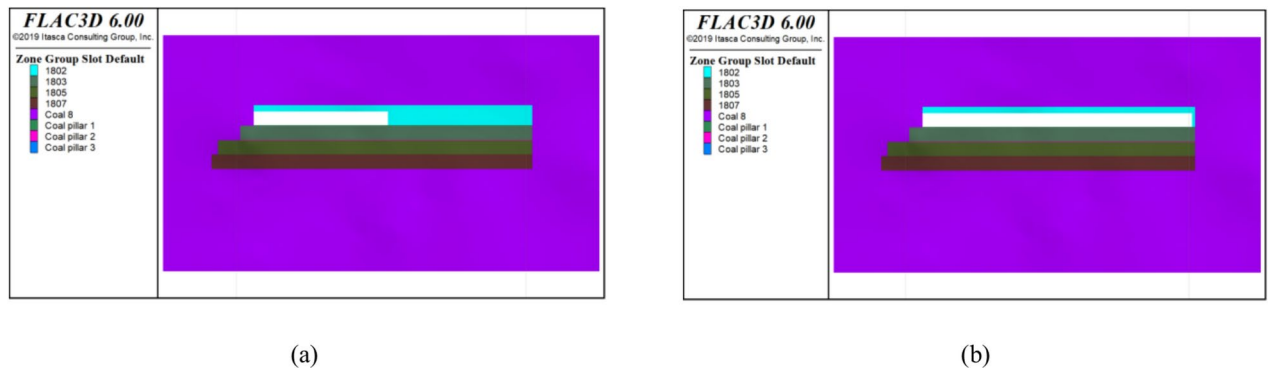 FLAC3D 6.00
©2019 Itasca Consulting Group, Inc.
Zone Group Slot Default
1802
1803
1805
1807
Coal 8
Coal pillar 1
Coal pillar 2
Coal pillar 3
(a)
FLAC3D 6.00
©2019 Itasca Consulting Group, Inc.
Zone Group Slot Default
1802
1803
1805
1807
Coal 8
Coal pillar 1
Coal pillar 2
Coal pillar 3
(b)